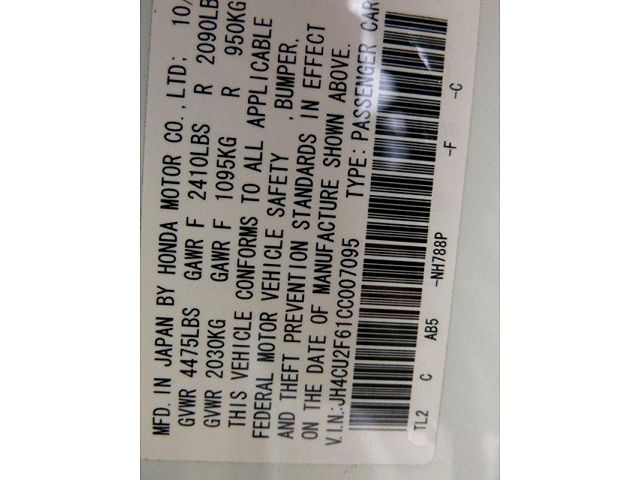 MFD. IN JAPAN BY HONDA MOTOR CO., LTD; 10/
GVWR 4475LBS GAWR F 2410LBS R 2090LB
GVWR 2030KG GAWR F 1095KG R 950KG
THIS VEHICLE CONFORMS TO ALL APPLICABLE
FEDERAL MOTOR VEHICLE SAFETY , BUMPER,
AND THEFT PREVENTION STANDARDS IN EFFECT
ON THE DATE OF MANUFACTURE SHOWN ABOVE.
V.I.N.:JH4CU2F61CC007095 TYPE: PASSENGER CAR
TL2 C AB5 -NH788P -F -C